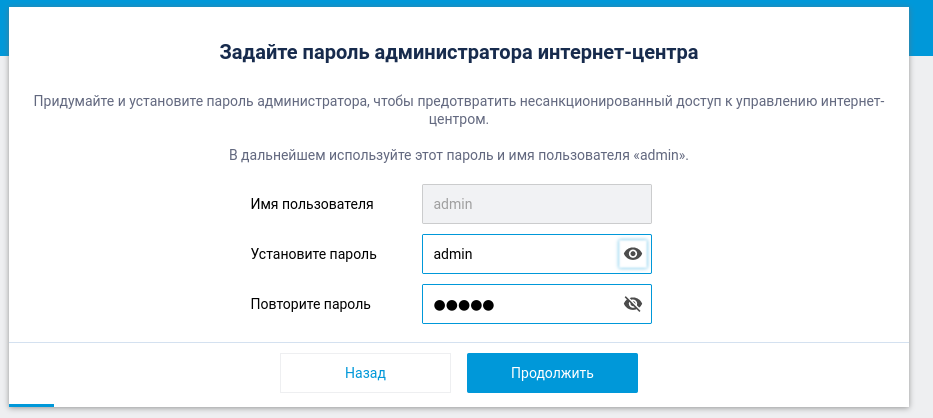 Задайте пароль администратора интернет-центра
Придумайте и установите пароль администратора, чтобы предотвратить несанкционированный доступ к управлению интернет-
центром.
В дальнейшем используйте этот пароль и имя пользователя «admin».
Имя пользователя admin
Установите пароль admin
Повторите пароль ●●●●●
Назад Продолжить